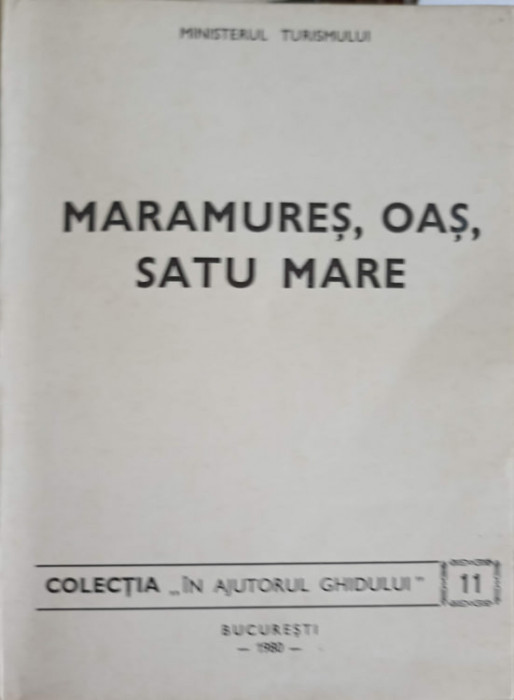 MINISTERUL TURISMULUI
MARAMUREȘ, OAȘ,
SATU MARE
COLECȚIA „ÎN AJUTORUL GHIDULUI” 11
BUCUREȘTI
— 1980 —